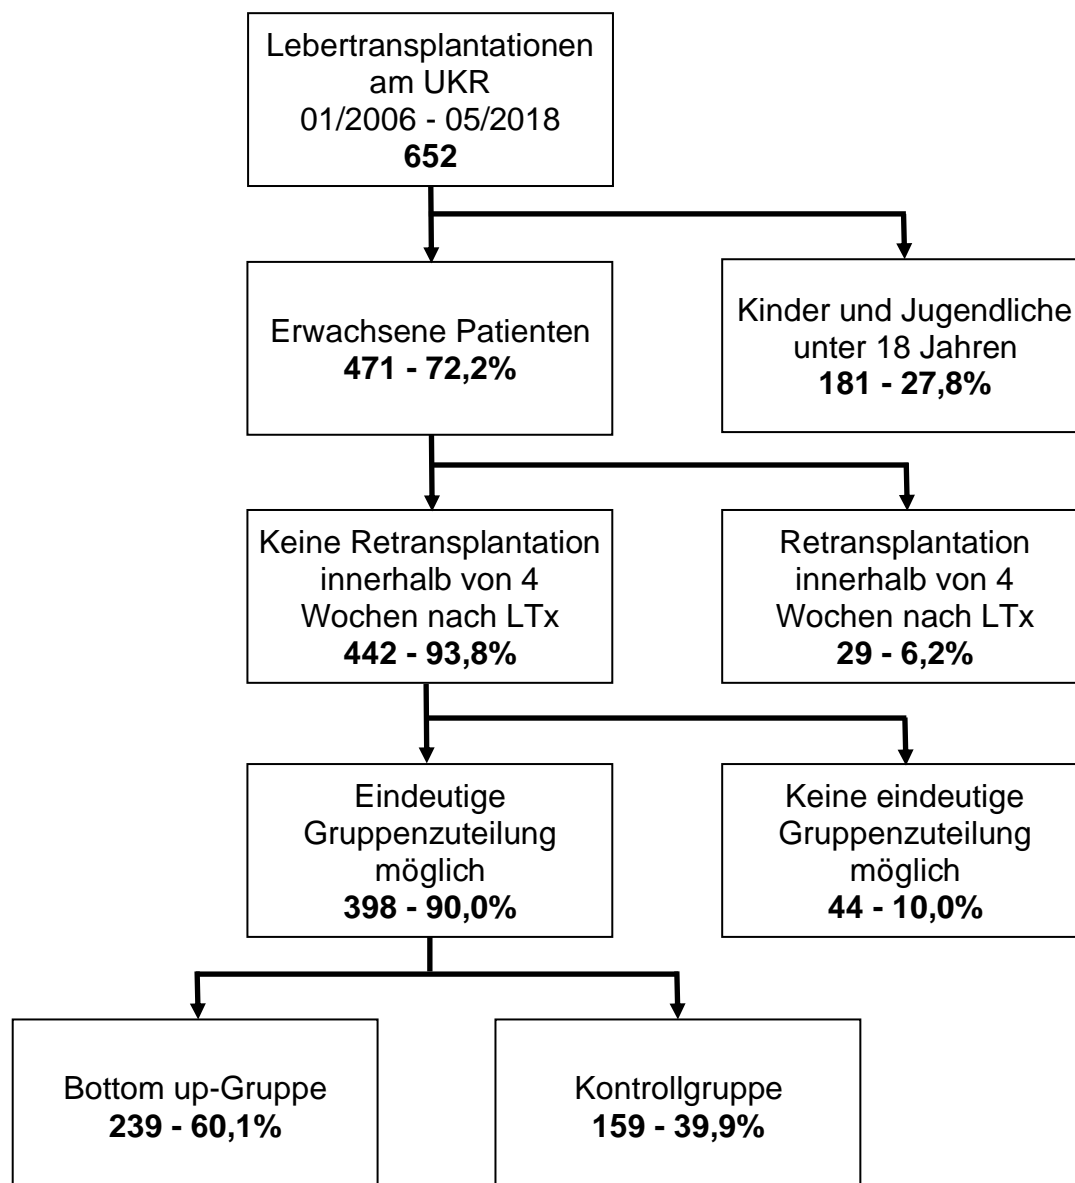 Lebertransplantationen
am UKR
01/2006 - 05/2018
652
Erwachsene Patienten
471 - 72,2%
Kinder und Jugendliche
unter 18 Jahren
181 - 27,8%
Keine Retransplantation
innerhalb von 4
Wochen nach LTx
442 - 93,8%
Retransplantation
innerhalb von 4
Wochen nach LTx
29 - 6,2%
Eindeutige
Gruppenzuteilung
möglich
398 - 90,0%
Keine eindeutige
Gruppenzuteilung
möglich
44 - 10,0%
Bottom up-Gruppe
239 - 60,1%
Kontrollgruppe
159 - 39,9%